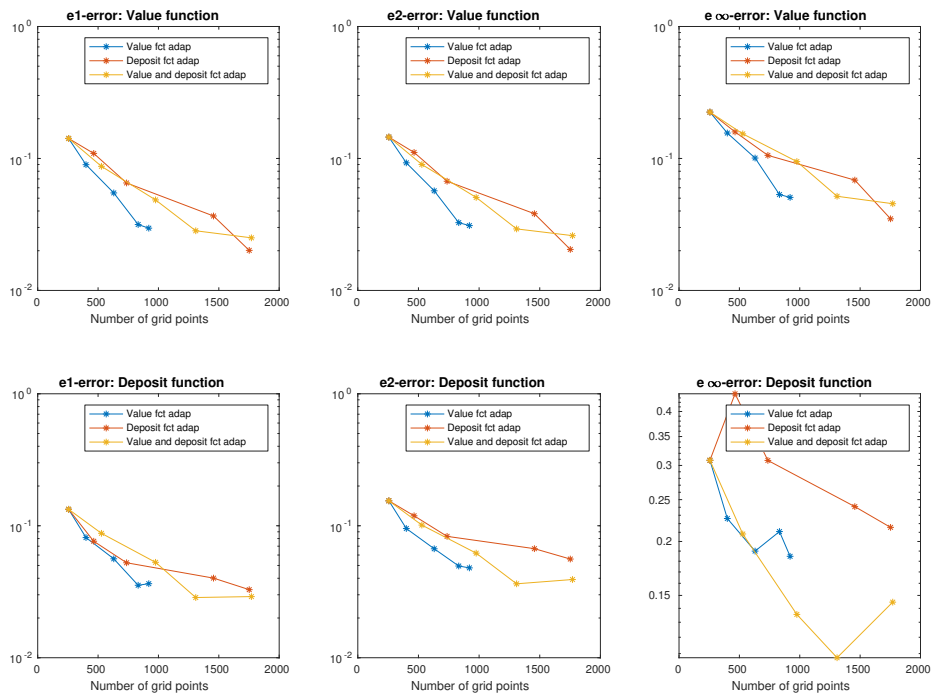 e1-error: Value function
10^0
Value fct adap
Deposit fct adap
Value and deposit fct adap
10^-1
10^-2
0 500 1000 1500 2000
Number of grid points
e2-error: Value function
10^0
Value fct adap
Deposit fct adap
Value and deposit fct adap
10^-1
10^-2
0 500 1000 1500 2000
Number of grid points
e ∞-error: Value function
10^0
Value fct adap
Deposit fct adap
Value and deposit fct adap
10^-1
10^-2
0 500 1000 1500 2000
Number of grid points
e1-error: Deposit function
10^0
Value fct adap
Deposit fct adap
Value and deposit fct adap
10^-1
10^-2
0 500 1000 1500 2000
Number of grid points
e2-error: Deposit function
10^0
Value fct adap
Deposit fct adap
Value and deposit fct adap
10^-1
10^-2
0 500 1000 1500 2000
Number of grid points
e ∞-error: Deposit function
Value fct adap
Deposit fct adap
Value and deposit fct adap
0.4
0.35
0.3
0.25
0.2
0.15
0 500 1000 1500 2000
Number of grid points